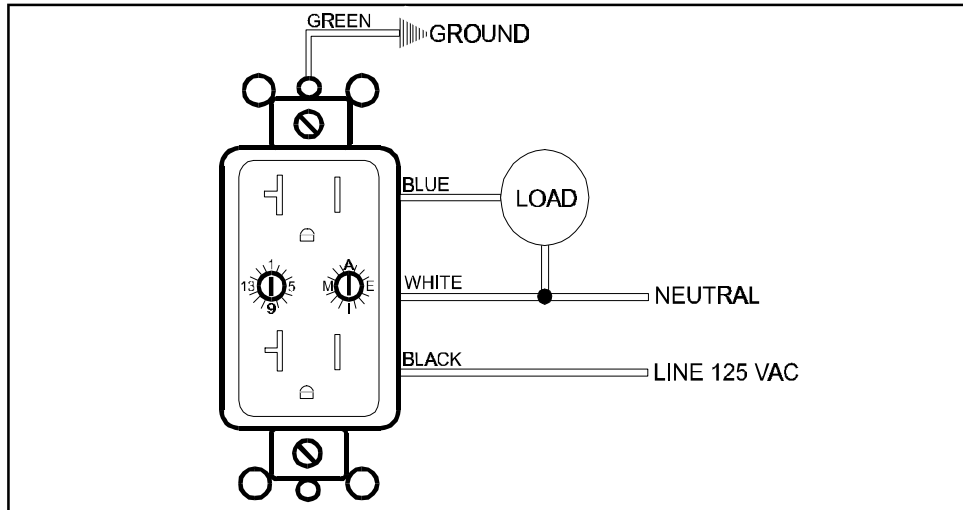 GREEN
GROUND
BLUE
LOAD
1
13 5
9
A
M E
I
WHITE
NEUTRAL
BLACK
LINE 125 VAC